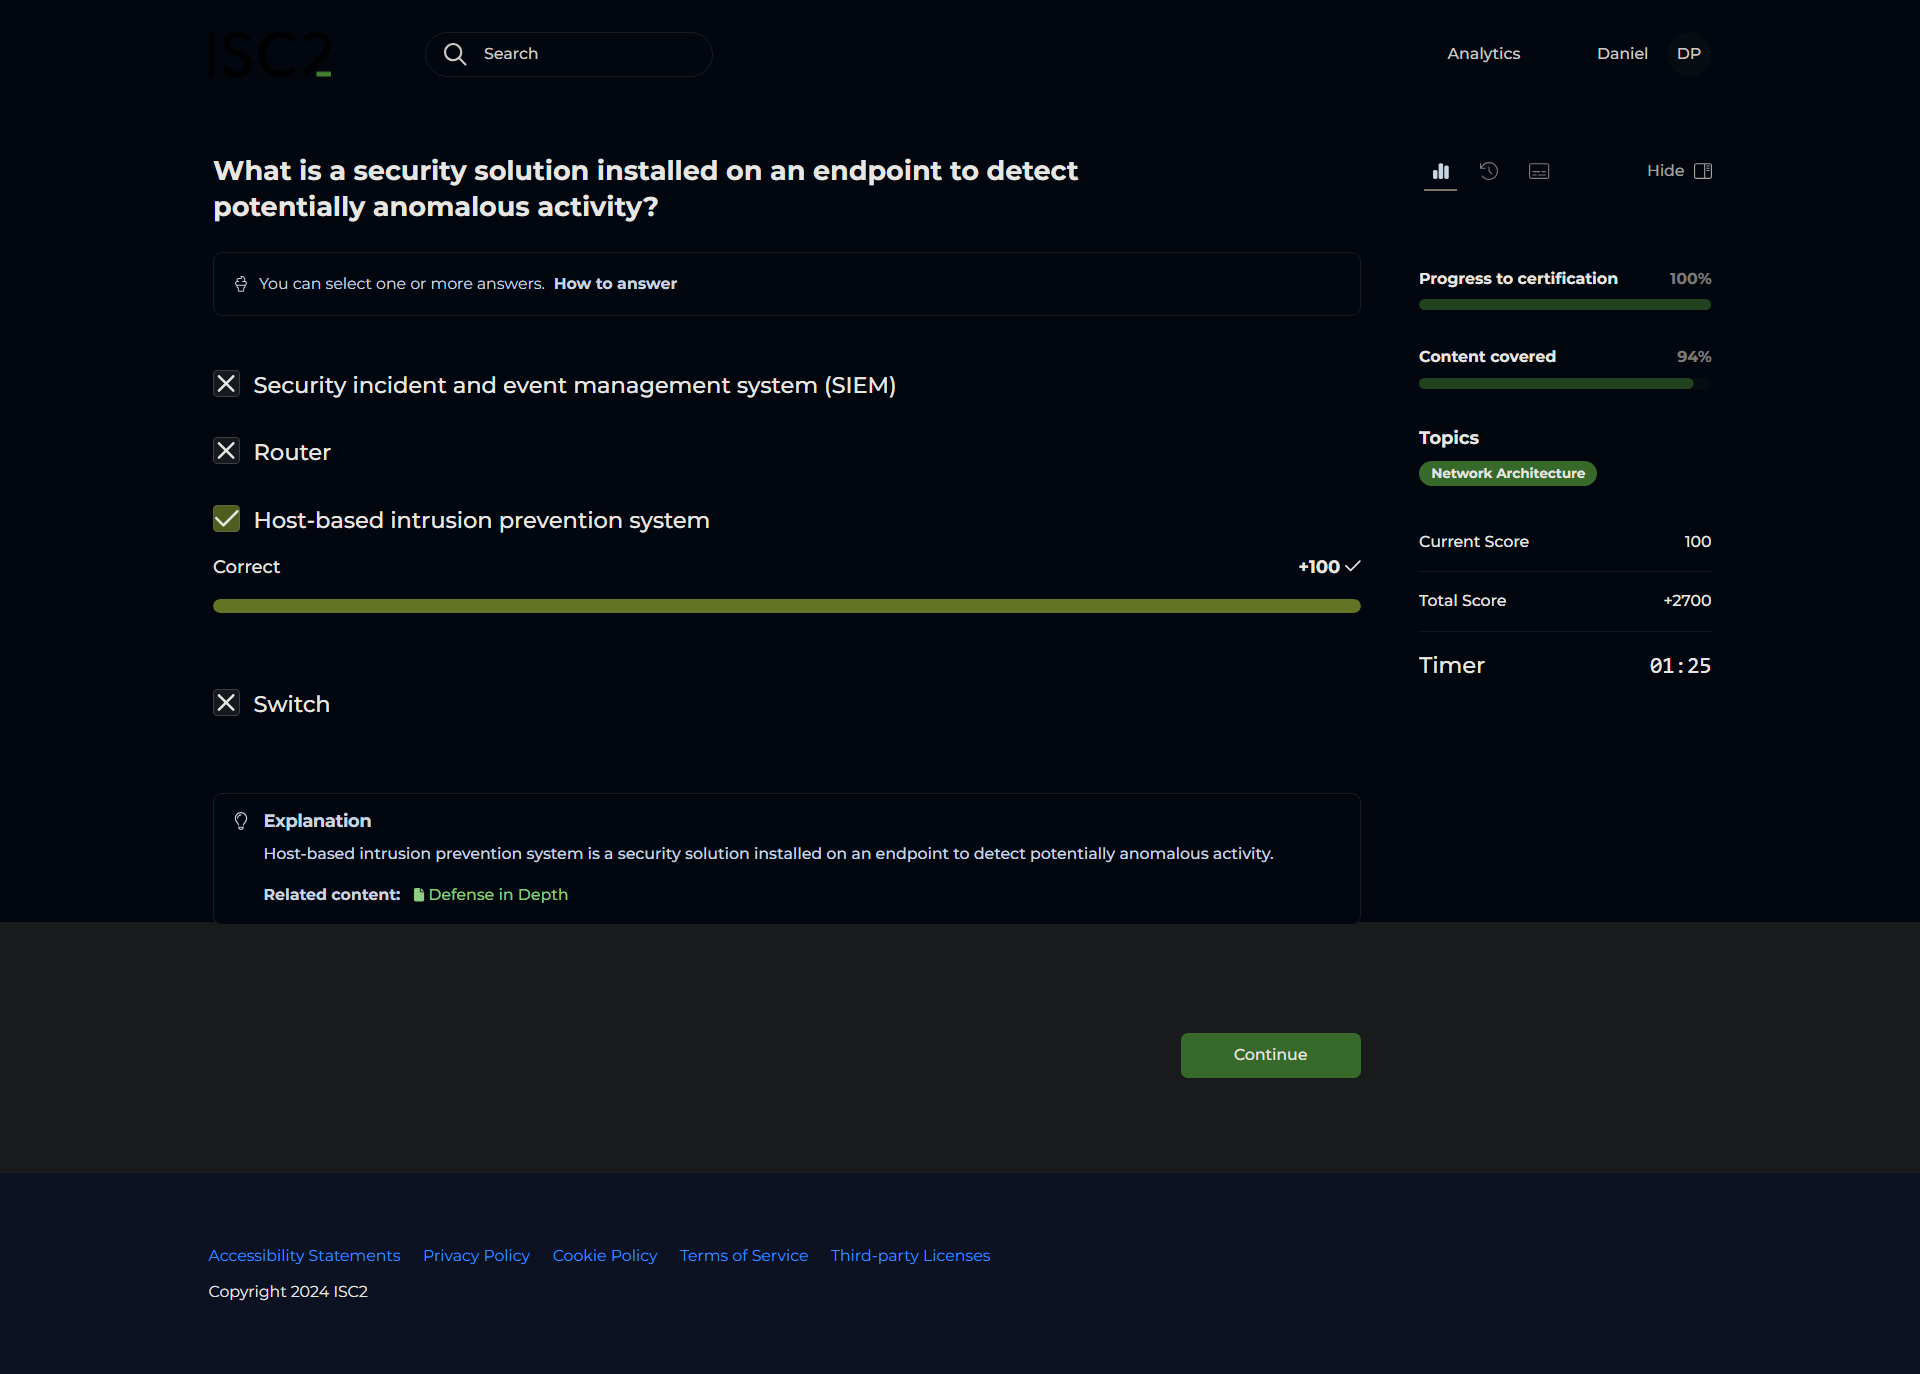 ISC2
Search
Analytics
Daniel
DP
What is a security solution installed on an endpoint to detect
potentially anomalous activity?
You can select one or more answers. How to answer
Security incident and event management system (SIEM)
Router
Host-based intrusion prevention system
Correct
+100
Switch
Explanation
Host-based intrusion prevention system is a security solution installed on an endpoint to detect potentially anomalous activity.
Related content: Defense in Depth
Continue
Hide
Progress to certification 100%
Content covered 94%
Topics
Network Architecture
Current Score 100
Total Score +2700
Timer 01:25
Accessibility Statements Privacy Policy Cookie Policy Terms of Service Third-party Licenses
Copyright 2024 ISC2